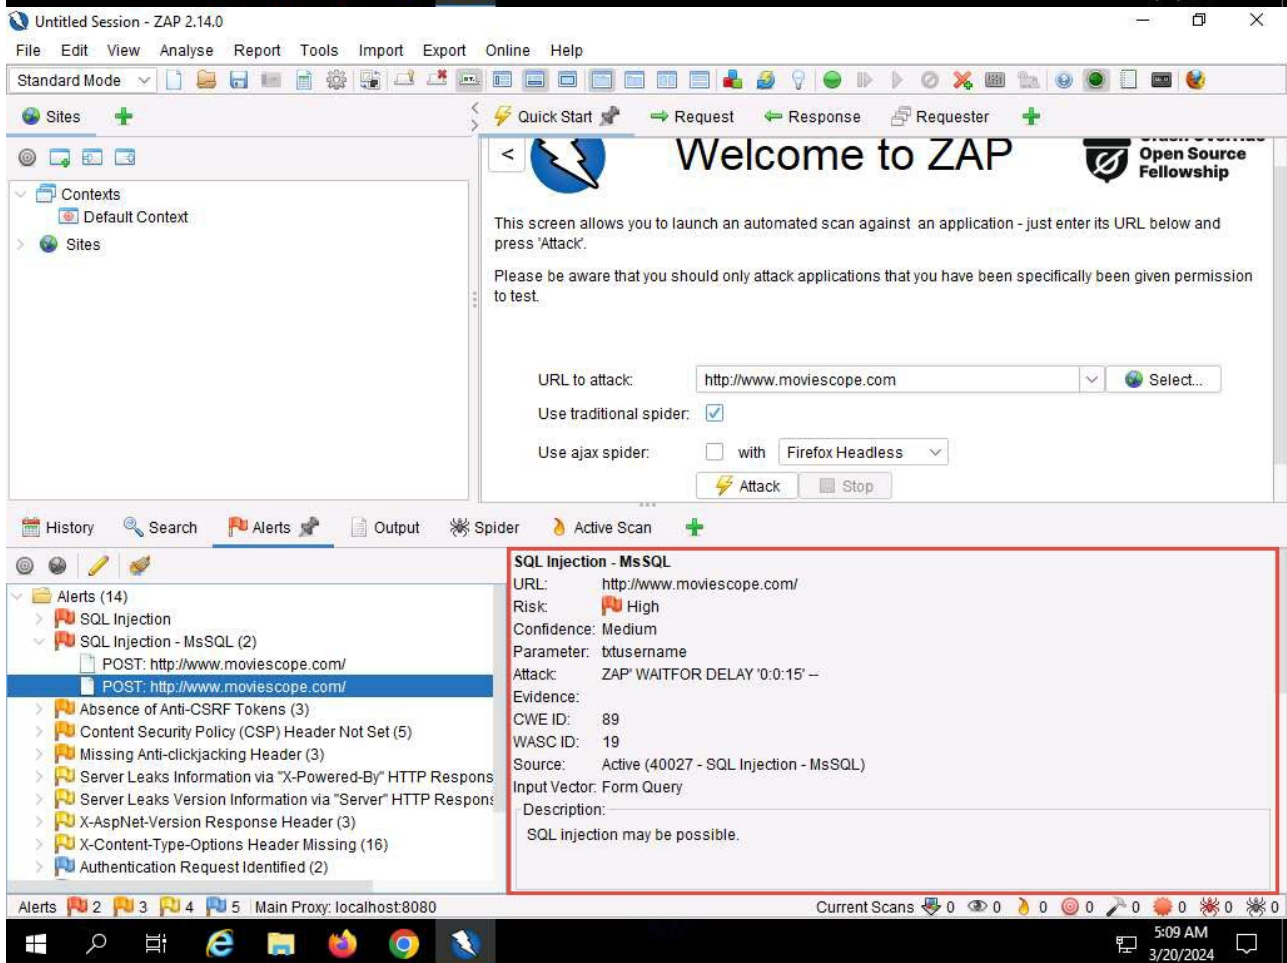 Untitled Session - ZAP 2.14.0
File Edit View Analyse Report Tools Import Export Online Help
Standard Mode
Sites
Quick Start Request Response Requester
Contexts
Default Context
Sites
<
Welcome to ZAP
Open Source
Fellowship
This screen allows you to launch an automated scan against an application - just enter its URL below and
press 'Attack'.
Please be aware that you should only attack applications that you have been specifically been given permission
to test.
URL to attack: http://www.moviescope.com Select...
Use traditional spider:
Use ajax spider: with Firefox Headless
Attack Stop
History Search Alerts Output Spider Active Scan
Alerts (14)
SQL Injection
SQL Injection - MsSQL (2)
POST: http://www.moviescope.com/
POST: http://www.moviescope.com/
Absence of Anti-CSRF Tokens (3)
Content Security Policy (CSP) Header Not Set (5)
Missing Anti-clickjacking Header (3)
Server Leaks Information via "X-Powered-By" HTTP Respons
Server Leaks Version Information via "Server" HTTP Respons
X-AspNet-Version Response Header (3)
X-Content-Type-Options Header Missing (16)
Authentication Request Identified (2)
SQL Injection - MsSQL
URL: http://www.moviescope.com/
Risk: High
Confidence: Medium
Parameter: txtusername
Attack: ZAP' WAITFOR DELAY '0:0:15' --
Evidence:
CWE ID: 89
WASC ID: 19
Source: Active (40027 - SQL Injection - MsSQL)
Input Vector: Form Query
Description:
SQL injection may be possible.
Alerts 2 3 4 5 Main Proxy: localhost:8080
Current Scans 0 0 0 0 0 0 0 0
5:09 AM
3/20/2024